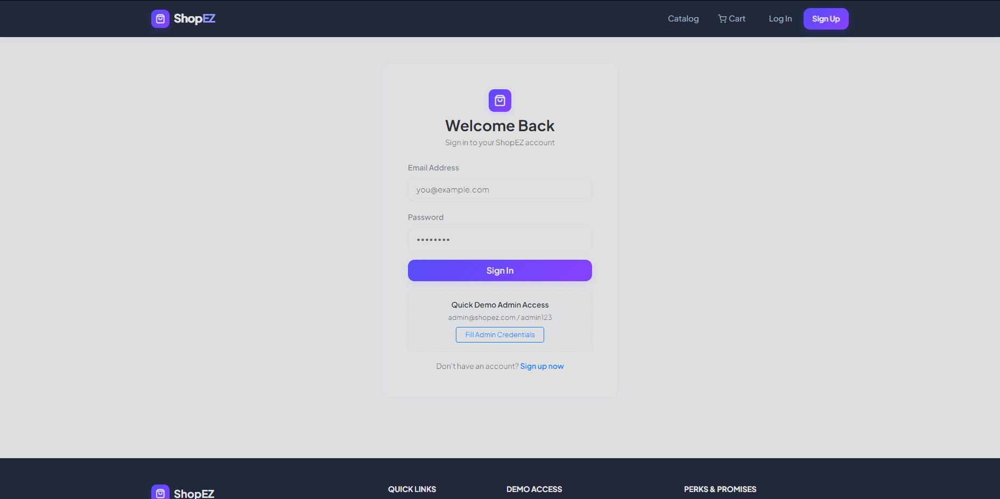 ShopEZ
Catalog
Cart
Log In
Sign Up
Welcome Back
Sign in to your ShopEZ account
Email Address
you@example.com
Password
••••••••
Sign In
Quick Demo Admin Access
admin@shopez.com / admin123
Fill Admin Credentials
Don't have an account? Sign up now
ShopEZ
QUICK LINKS
DEMO ACCESS
PERKS & PROMISES